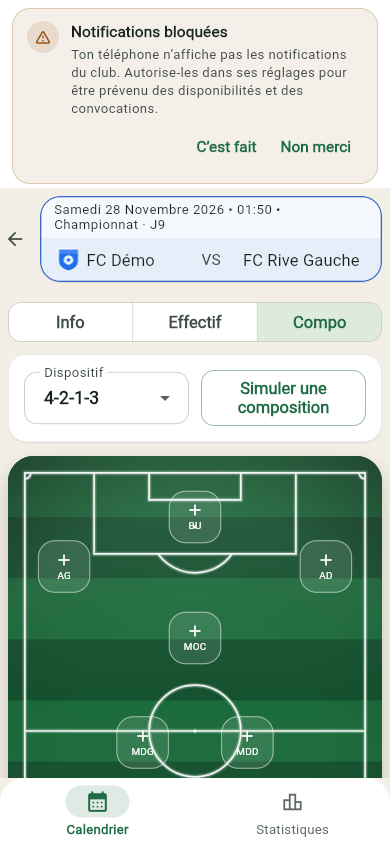 Notifications bloquées
Ton téléphone n'affiche pas les notifications
du club. Autorise-les dans ses réglages pour
être prévenu des disponibilités et des
convocations.
C'est fait Non merci
Samedi 28 Novembre 2026 • 01:50 •
Championnat · J9
FC Démo VS FC Rive Gauche
Info Effectif Compo
Dispositif
4-2-1-3
Simuler une
composition
BU
AG AD
MOC
MDG MDD
Calendrier Statistiques